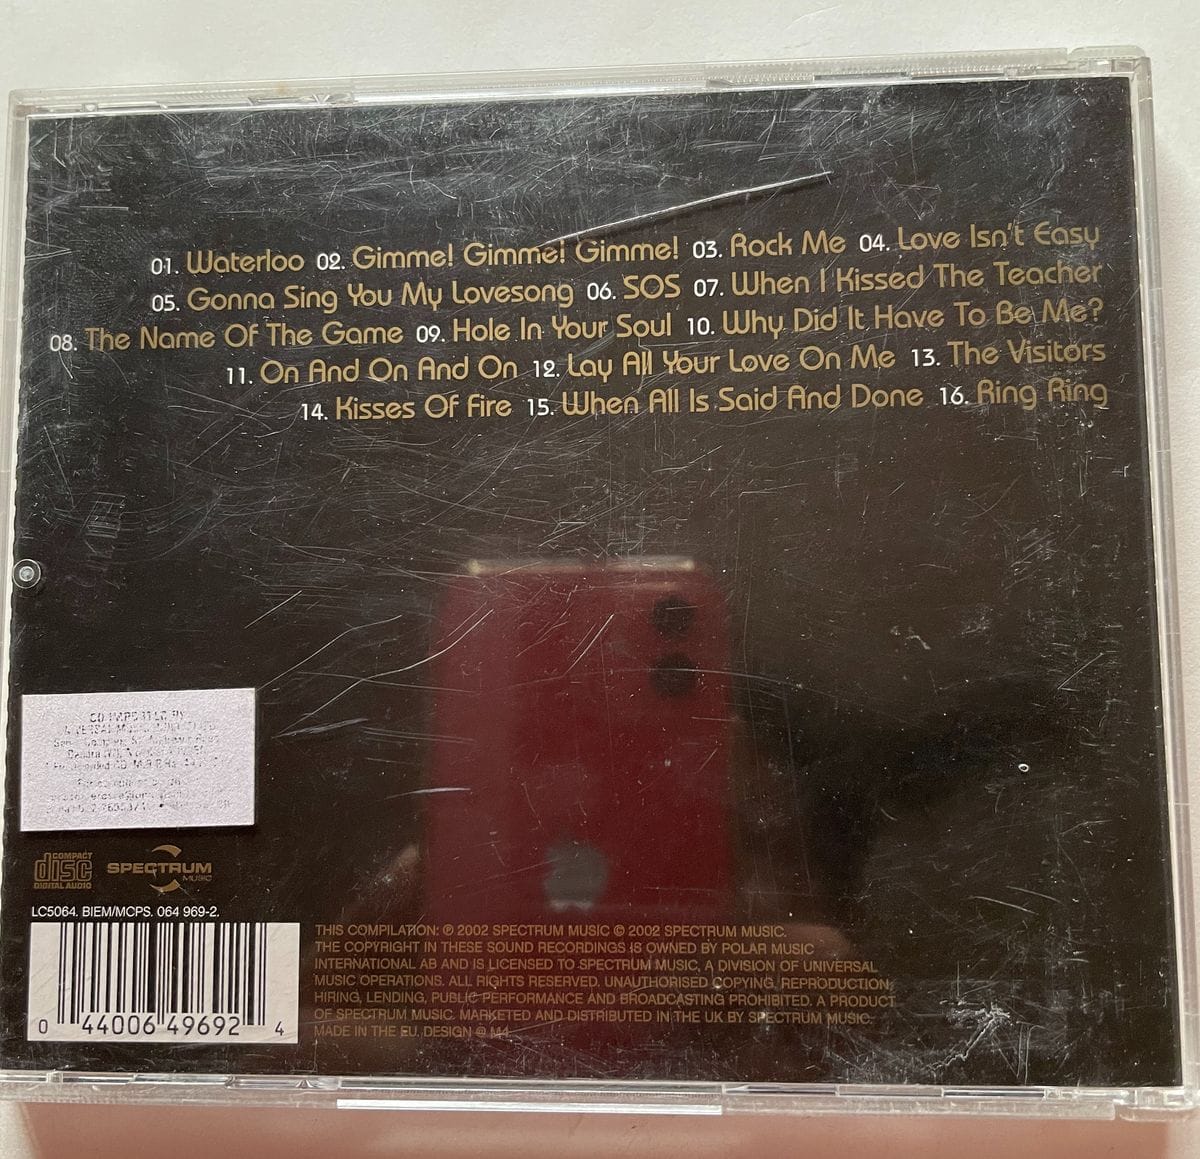 01. Waterloo 02. Gimme! Gimme! Gimme! 03. Rock Me 04. Love Isn't Easy
05. Gonna Sing You My Lovesong 06. SOS 07. When I Kissed The Teacher
08. The Name Of The Game 09. Hole In Your Soul 10. Why Did It Have To Be Me?
11. On And On And On 12. Lay All Your Love On Me 13. The Visitors
14. Kisses Of Fire 15. When All Is Said And Done 16. Ring Ring
CD IMPORTED BY
COMPACT
disc
DIGITAL AUDIO
SPECTRUM
MUSIC
LC5064. BIEM/MCPS. 064 969-2.
0 44006 49692 4
THIS COMPILATION: ℗ 2002 SPECTRUM MUSIC © 2002 SPECTRUM MUSIC.
THE COPYRIGHT IN THESE SOUND RECORDINGS IS OWNED BY POLAR MUSIC
INTERNATIONAL AB AND IS LICENSED TO SPECTRUM MUSIC, A DIVISION OF UNIVERSAL
MUSIC OPERATIONS. ALL RIGHTS RESERVED. UNAUTHORISED COPYING, REPRODUCTION,
HIRING, LENDING, PUBLIC PERFORMANCE AND BROADCASTING PROHIBITED. A PRODUCT
OF SPECTRUM MUSIC. MARKETED AND DISTRIBUTED IN THE UK BY SPECTRUM MUSIC.
MADE IN THE EU. DESIGN @ M4